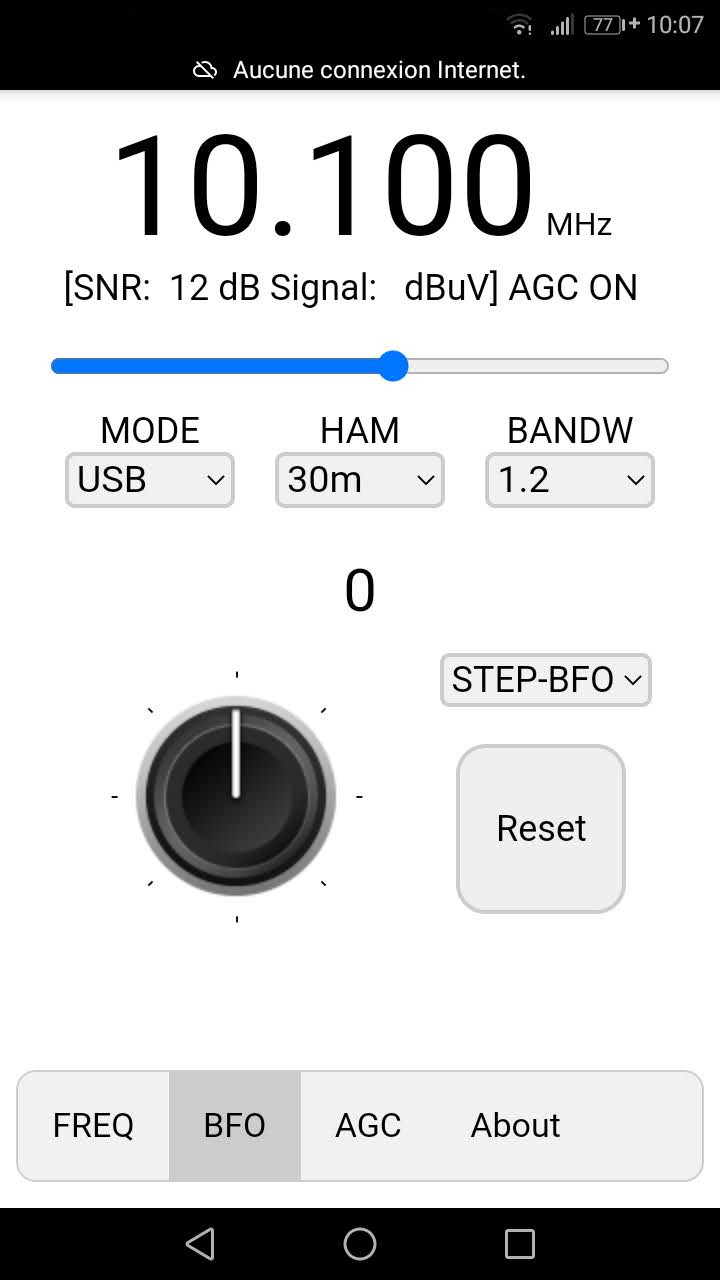 77 10:07
Aucune connexion Internet.
10.100 MHz
[SNR: 12 dB Signal: dBuV] AGC ON
MODE HAM BANDW
USB 30m 1.2
0
STEP-BFO
Reset
FREQ BFO AGC About